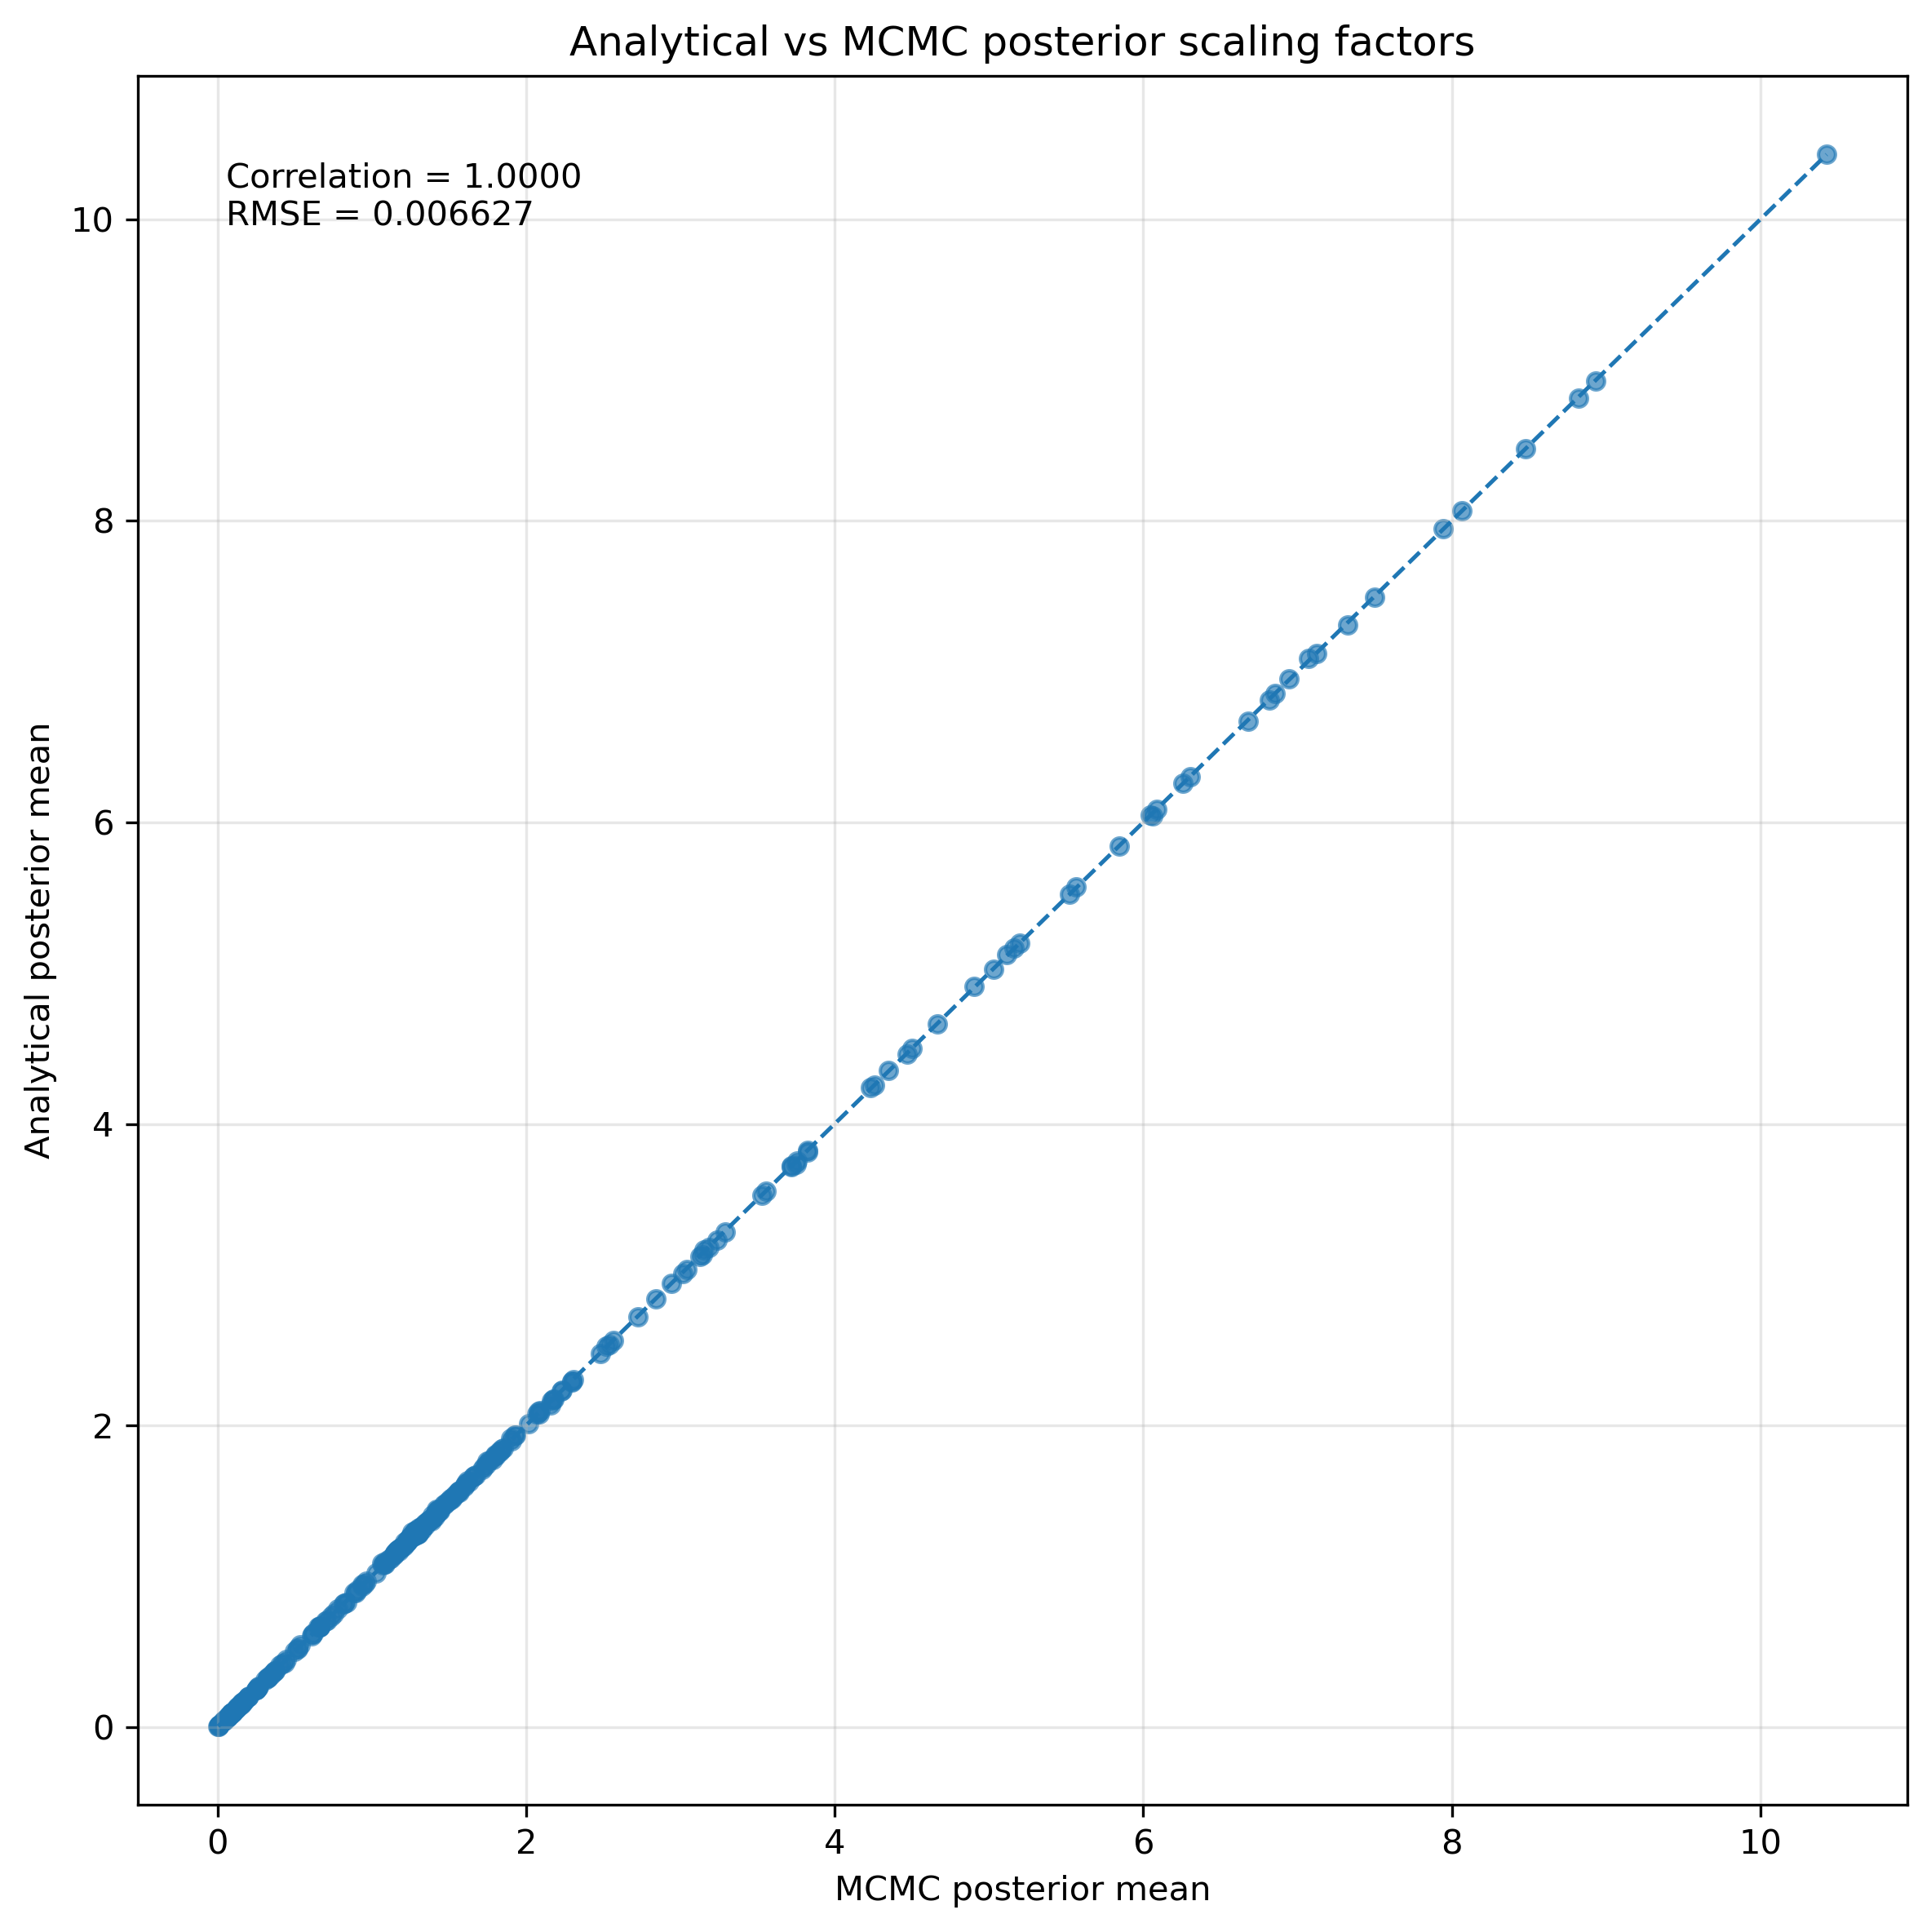 Analytical vs MCMC posterior scaling factors
Correlation = 1.0000
RMSE = 0.006627
10
8
6
4
2
0
Analytical posterior mean
0 2 4 6 8 10
MCMC posterior mean